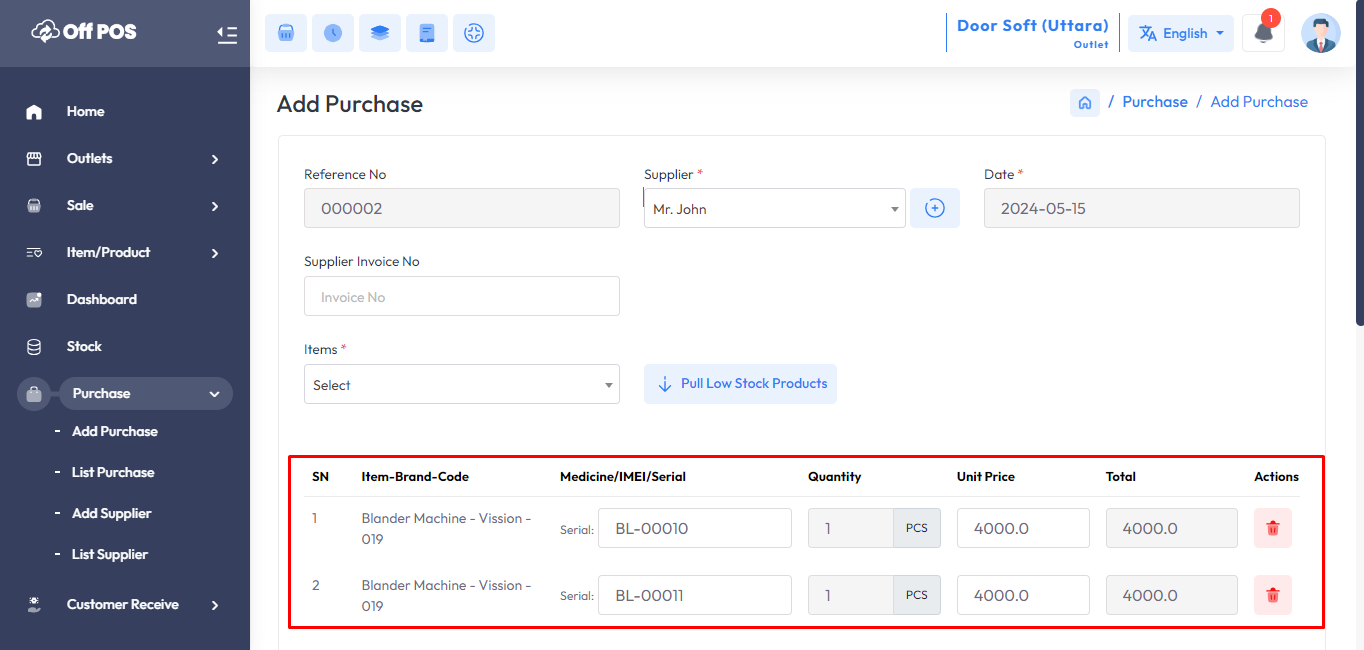 Off POS
Door Soft (Uttara)
Outlet
English
1
Home
Outlets
Sale
Item/Product
Dashboard
Stock
Purchase
- Add Purchase
- List Purchase
- Add Supplier
- List Supplier
Customer Receive
Add Purchase
/ Purchase / Add Purchase
Reference No
000002
Supplier *
Mr. John
Date *
2024-05-15
Supplier Invoice No
Invoice No
Items *
Select
Pull Low Stock Products
SN Item-Brand-Code Medicine/IMEI/Serial Quantity Unit Price Total Actions
1 Blander Machine - Vission - 
019
Serial: BL-00010 1 PCS 4000.0 4000.0
2 Blander Machine - Vission - 
019
Serial: BL-00011 1 PCS 4000.0 4000.0